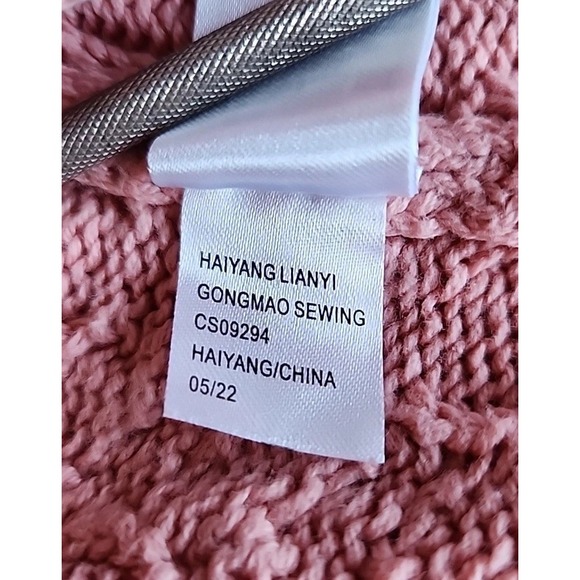 HAIYANG LIANYI
GONGMAO SEWING
CS09294
HAIYANG/CHINA
05/22